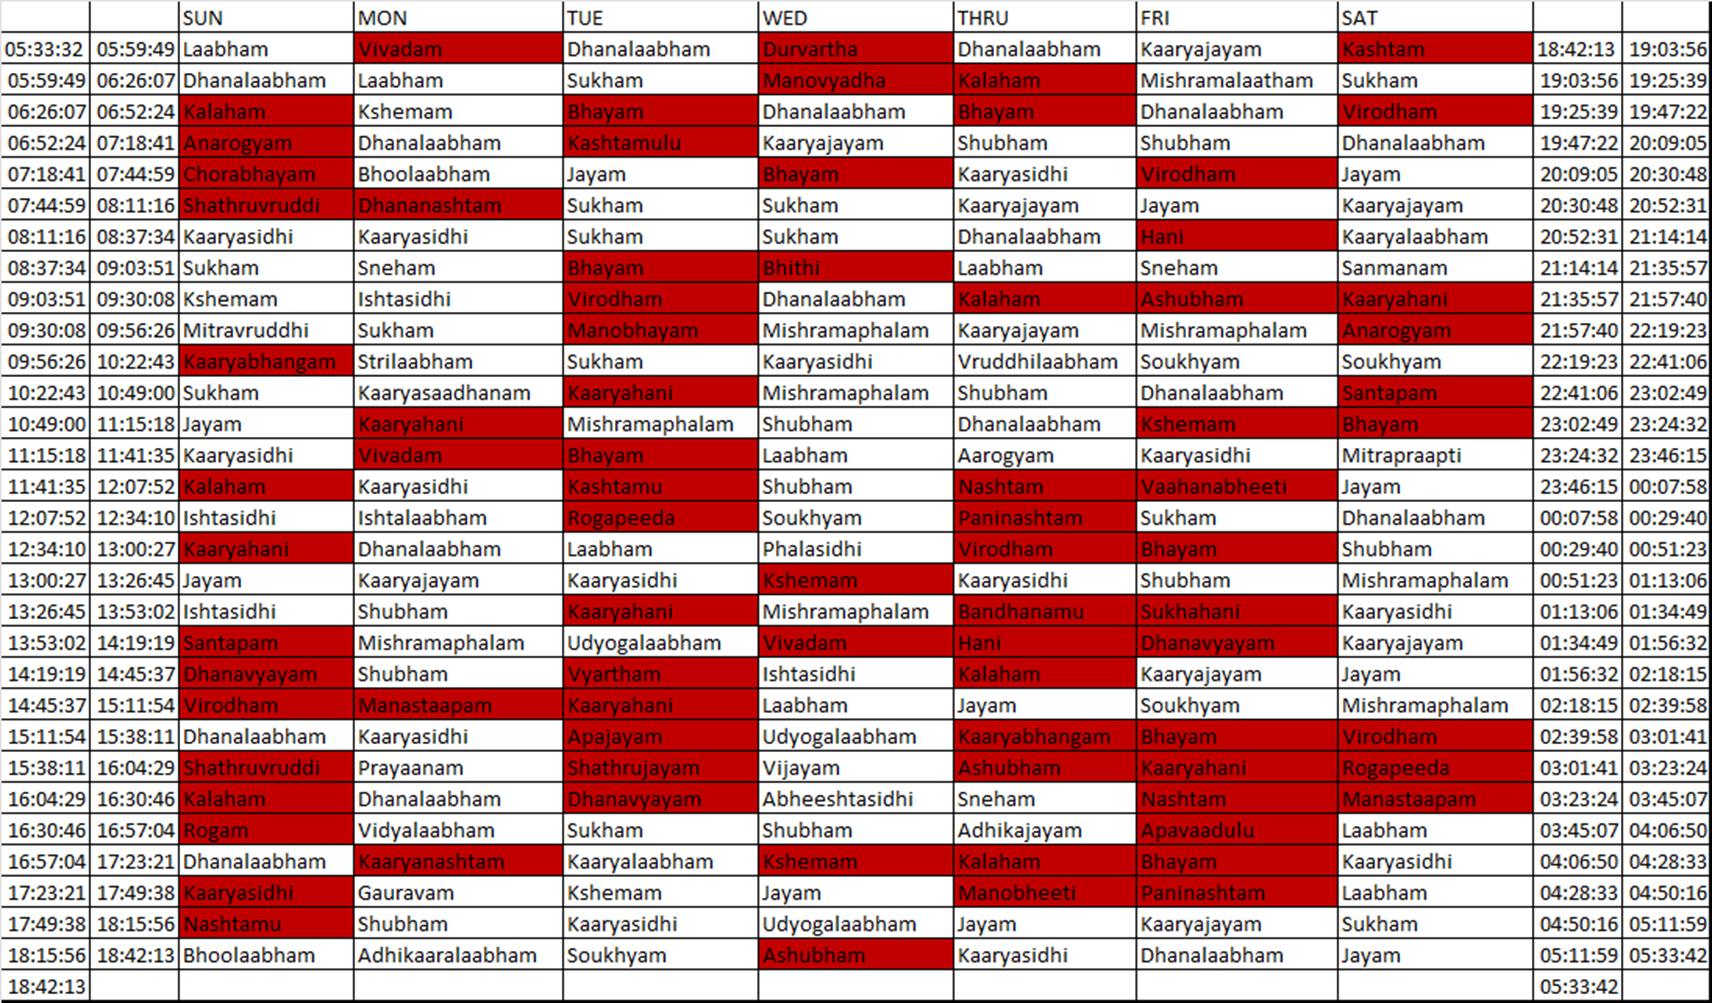 SUN MON TUE WED THRU FRI SAT
05:33:32 05:59:49 Laabham Vivadam Dhanalaabham Durvartha Dhanalaabham Kaaryajayam Kashtam 18:42:13 19:03:56
05:59:49 06:26:07 Dhanalaabham Laabham Sukham Manovyadha Kalaham Mishramalaatham Sukham 19:03:56 19:25:39
06:26:07 06:52:24 Kalaham Kshemam Bhayam Dhanalaabham Bhayam Dhanalaabham Virodham 19:25:39 19:47:22
06:52:24 07:18:41 Anarogyam Dhanalaabham Kashtamulu Kaaryajayam Shubham Shubham Dhanalaabham 19:47:22 20:09:05
07:18:41 07:44:59 Chorabhayam Bhoolaabham Jayam Bhayam Kaaryasidhi Virodham Jayam 20:09:05 20:30:48
07:44:59 08:11:16 Shathruvruddi Dhananashtam Sukham Sukham Kaaryajayam Jayam Kaaryajayam 20:30:48 20:52:31
08:11:16 08:37:34 Kaaryasidhi Kaaryasidhi Sukham Sukham Dhanalaabham Hani Kaaryalaabham 20:52:31 21:14:14
08:37:34 09:03:51 Sukham Sneham Bhayam Bhithi Laabham Sneham Sanmanam 21:14:14 21:35:57
09:03:51 09:30:08 Kshemam Ishtasidhi Virodham Dhanalaabham Kalaham Ashubham Kaaryahani 21:35:57 21:57:40
09:30:08 09:56:26 Mitravruddhi Sukham Manobhayam Mishramaphalam Kaaryajayam Mishramaphalam Anarogyam 21:57:40 22:19:23
09:56:26 10:22:43 Kaaryabhangam Strilaabham Sukham Kaaryasidhi Vruddhilaabham Soukhyam Soukhyam 22:19:23 22:41:06
10:22:43 10:49:00 Sukham Kaaryasaadhanam Kaaryahani Mishramaphalam Shubham Dhanalaabham Santapam 22:41:06 23:02:49
10:49:00 11:15:18 Jayam Kaaryahani Mishramaphalam Shubham Dhanalaabham Kshemam Bhayam 23:02:49 23:24:32
11:15:18 11:41:35 Kaaryasidhi Vivadam Bhayam Laabham Aarogyam Kaaryasidhi Mitrapraapti 23:24:32 23:46:15
11:41:35 12:07:52 Kalaham Kaaryasidhi Kashtamu Shubham Nashtam Vaahanabheeti Jayam 23:46:15 00:07:58
12:07:52 12:34:10 Ishtasidhi Ishtalaabham Rogapeeda Soukhyam Paninashtam Sukham Dhanalaabham 00:07:58 00:29:40
12:34:10 13:00:27 Kaaryahani Dhanalaabham Laabham Phalasidhi Virodham Bhayam Shubham 00:29:40 00:51:23
13:00:27 13:26:45 Jayam Kaaryajayam Kaaryasidhi Kshemam Kaaryasidhi Shubham Mishramaphalam 00:51:23 01:13:06
13:26:45 13:53:02 Ishtasidhi Shubham Kaaryahani Mishramaphalam Bandhanamu Sukhahani Kaaryasidhi 01:13:06 01:34:49
13:53:02 14:19:19 Santapam Mishramaphalam Udyogalaabham Vivadam Hani Dhanavyayam Kaaryajayam 01:34:49 01:56:32
14:19:19 14:45:37 Dhanavyayam Shubham Vyartham Ishtasidhi Kalaham Kaaryajayam Jayam 01:56:32 02:18:15
14:45:37 15:11:54 Virodham Manastaapam Kaaryahani Laabham Jayam Soukhyam Mishramaphalam 02:18:15 02:39:58
15:11:54 15:38:11 Dhanalaabham Kaaryasidhi Apajayam Udyogalaabham Kaaryabhangam Bhayam Virodham 02:39:58 03:01:41
15:38:11 16:04:29 Shathruvruddi Prayaanam Shathrujayam Vijayam Ashubham Kaaryahani Rogapeeda 03:01:41 03:23:24
16:04:29 16:30:46 Kalaham Dhanalaabham Dhanavyayam Abheeshtasidhi Sneham Nashtam Manastaapam 03:23:24 03:45:07
16:30:46 16:57:04 Rogam Vidyalaabham Sukham Shubham Adhikajayam Apavaadulu Laabham 03:45:07 04:06:50
16:57:04 17:23:21 Dhanalaabham Kaaryanashtam Kaaryalaabham Kshemam Kalaham Bhayam Kaaryasidhi 04:06:50 04:28:33
17:23:21 17:49:38 Kaaryasidhi Gauravam Kshemam Jayam Manobheeti Paninashtam Laabham 04:28:33 04:50:16
17:49:38 18:15:56 Nashtamu Shubham Kaaryasidhi Udyogalaabham Jayam Kaaryajayam Sukham 04:50:16 05:11:59
18:15:56 18:42:13 Bhoolaabham Adhikaaralaabham Soukhyam Ashubham Kaaryasidhi Dhanalaabham Jayam 05:11:59 05:33:42
18:42:13 05:33:42